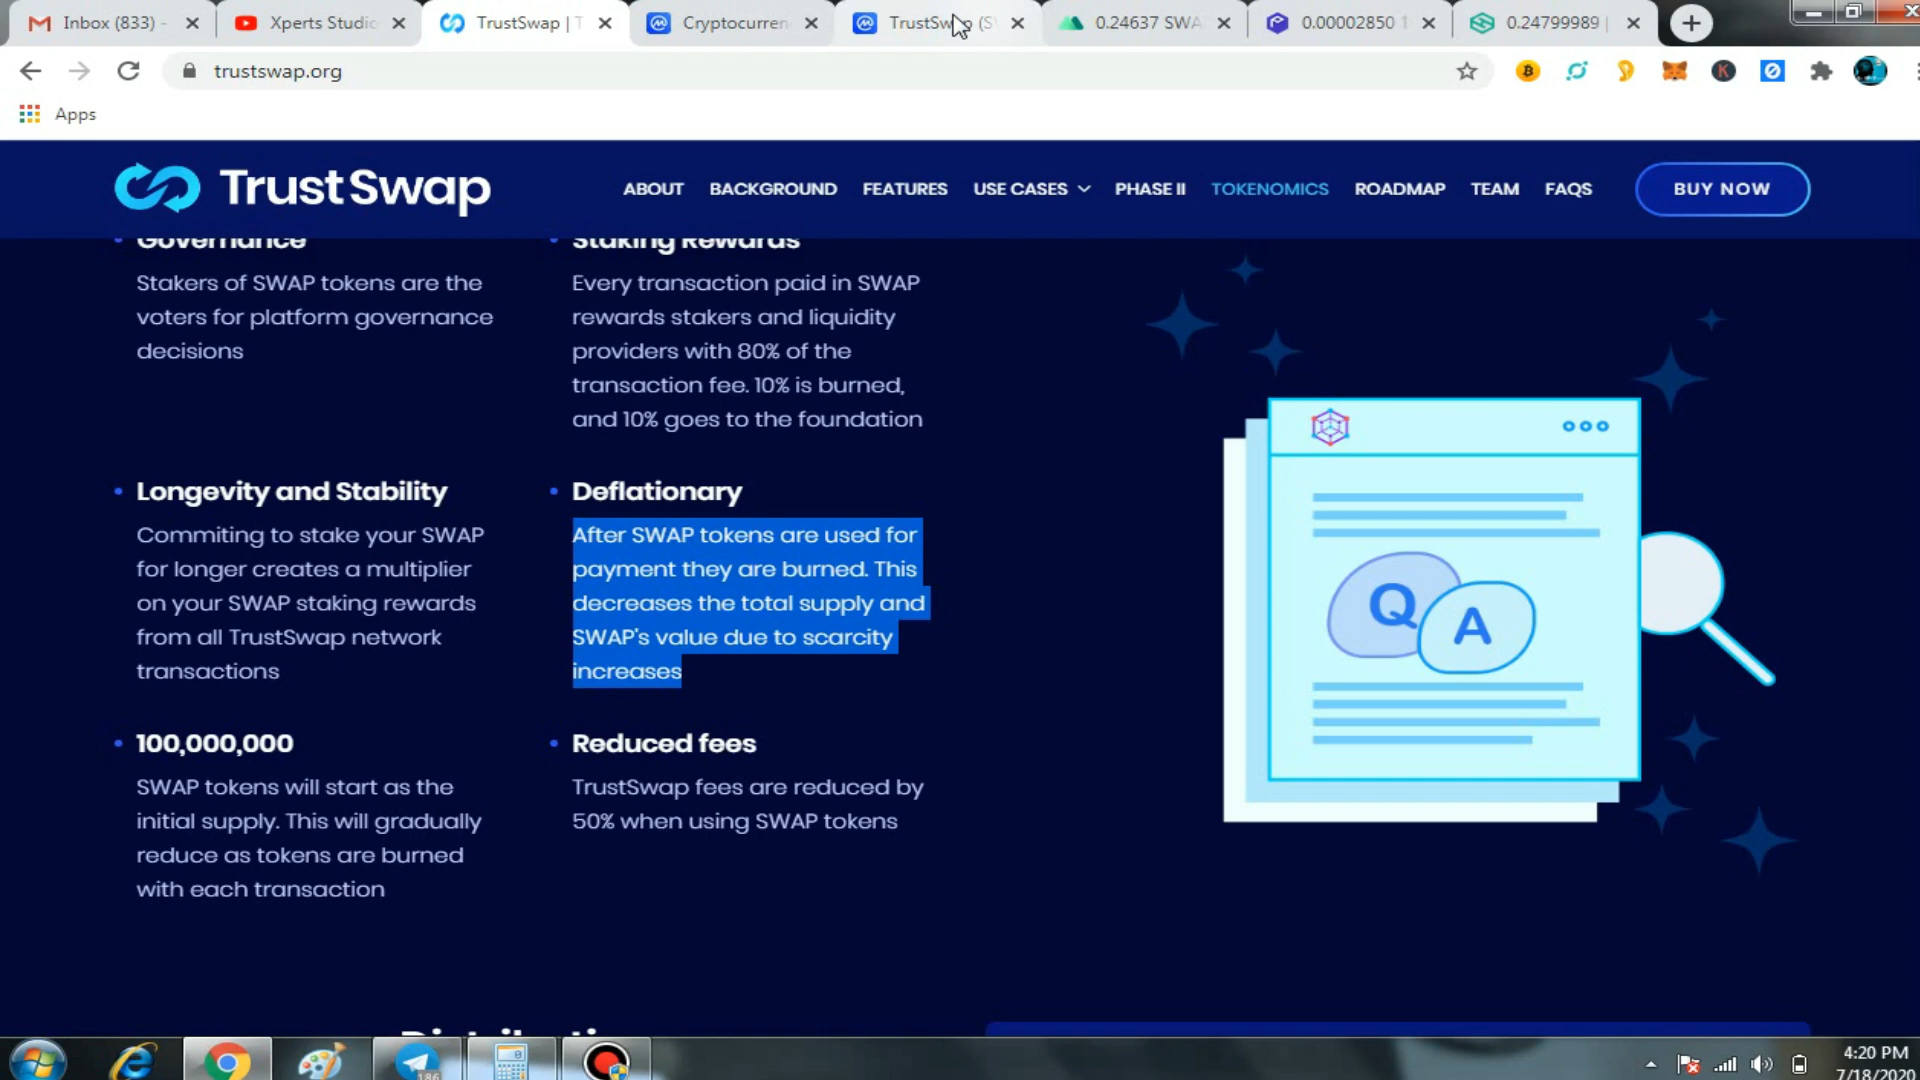 Inbox (833) -
Xperts Studio
TrustSwap | T
Cryptocurren
TrustSwap (S
0.24637 SWA
0.00002850
0.24799989 |
trustswap.org
Apps
TrustSwap
ABOUT
BACKGROUND
FEATURES
USE CASES
PHASE II
TOKENOMICS
ROADMAP
TEAM
FAQS
BUY NOW
Governance
Stakers of SWAP tokens are the
voters for platform governance
decisions
Staking Rewards
Every transaction paid in SWAP
rewards stakers and liquidity
providers with 80% of the
transaction fee. 10% is burned,
and 10% goes to the foundation
Longevity and Stability
Commiting to stake your SWAP
for longer creates a multiplier
on your SWAP staking rewards
from all TrustSwap network
transactions
Deflationary
After SWAP tokens are used for
payment they are burned. This
decreases the total supply and
SWAP's value due to scarcity
increases
100,000,000
SWAP tokens will start as the
initial supply. This will gradually
reduce as tokens are burned
with each transaction
Reduced fees
TrustSwap fees are reduced by
50% when using SWAP tokens
Q
A
K
186
4:20 PM
7/18/2020